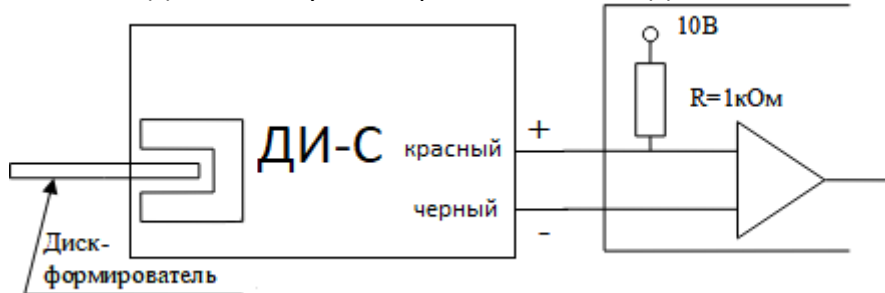 10В
R=1кОм
ДИ-С
красный
+
черный
-
Диск-
формирователь